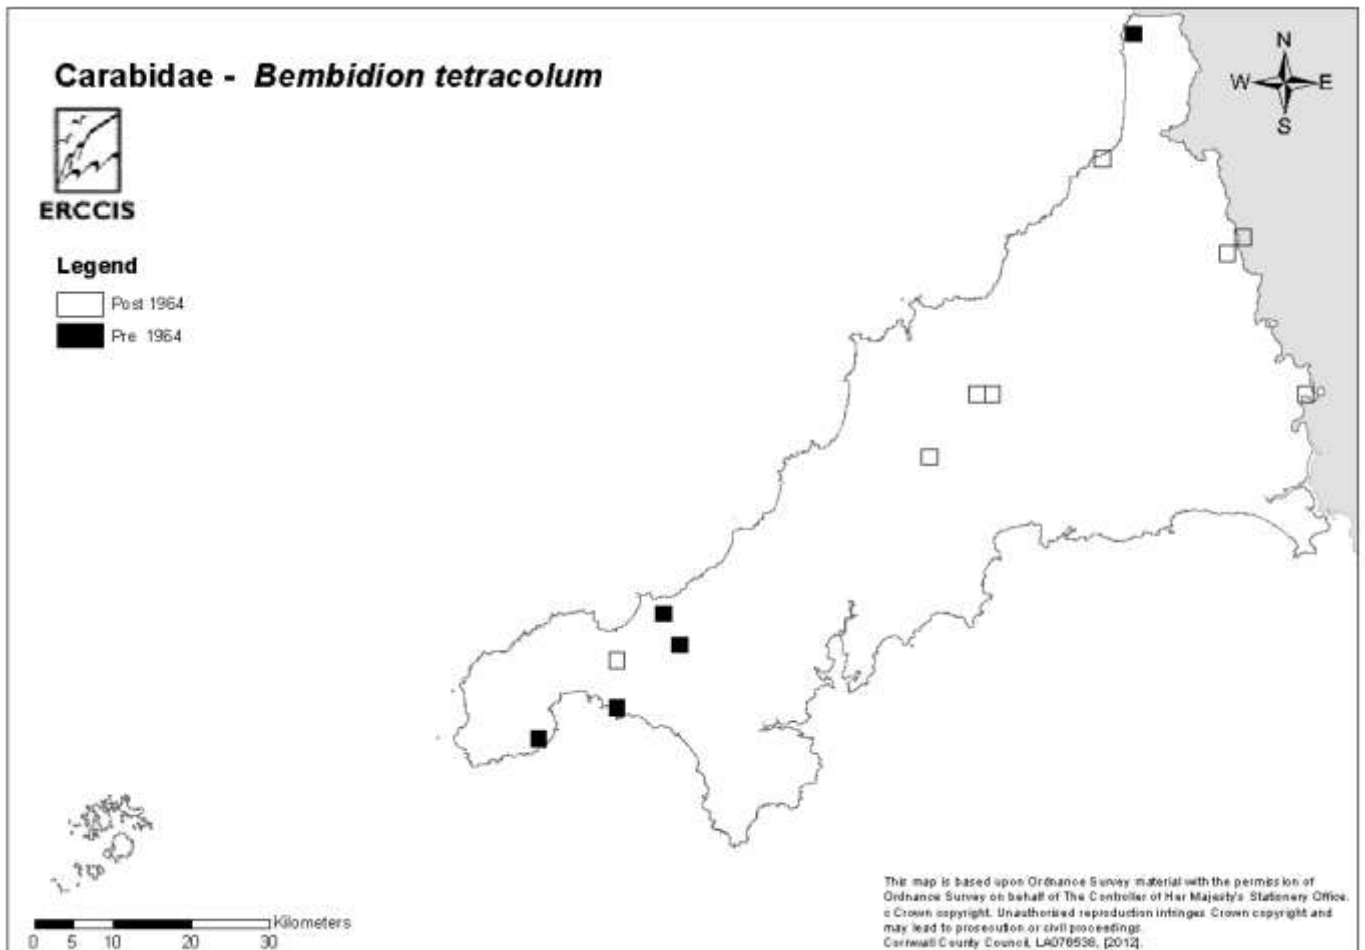 Carabidae - Bembidion tetracolum
ERCCIS
Legend
Post 1964
Pre 1964
N
W E
S
Kilometers
0 5 10 20 30
This map is based upon Ordnance Survey material with the permission of
Ordnance Survey on behalf of The Controller of Her Majesty's Stationery Office.
c Crown copyright. Unauthorised reproduction infringes Crown copyright and
may lead to prosecution or civil proceedings.
Cornwall County Council, LA076538, [2012].